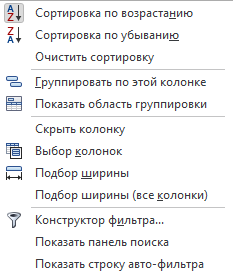 Сортировка по возрастанию
Сортировка по убыванию
Очистить сортировку
Группировать по этой колонке
Показать область группировки
Скрыть колонку
Выбор колонок
Подбор ширины
Подбор ширины (все колонки)
Конструктор фильтра...
Показать панель поиска
Показать строку авто-фильтра